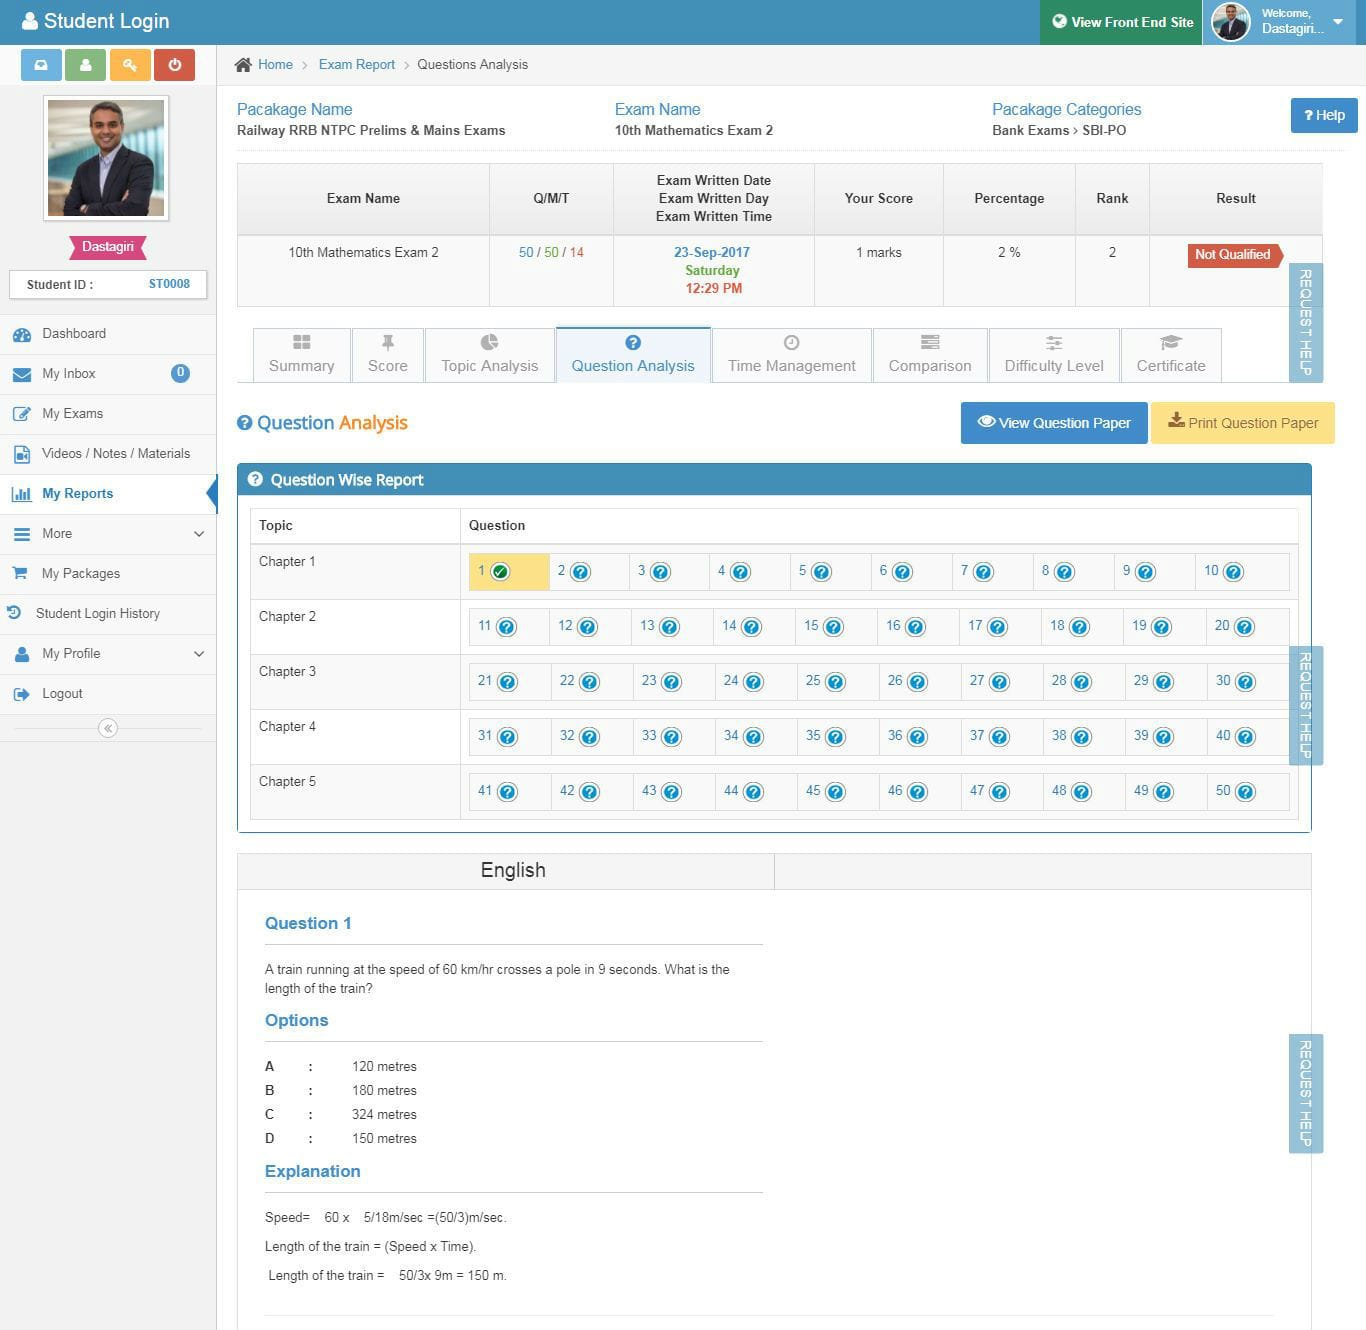 Student Login
View Front End Site
Welcome,
Dastagiri...
Home > Exam Report > Questions Analysis
Dastagiri
Student ID : ST0008
Dashboard
My Inbox 0
My Exams
Videos / Notes / Materials
My Reports
More
My Packages
Student Login History
My Profile
Logout
Pacakage Name Exam Name Pacakage Categories
Railway RRB NTPC Prelims & Mains Exams 10th Mathematics Exam 2 Bank Exams > SBI-PO
? Help
Exam Name Q/M/T Exam Written Date Your Score Percentage Rank Result
Exam Written Day
Exam Written Time
10th Mathematics Exam 2 50 / 50 / 14 23-Sep-2017 1 marks 2 % 2 Not Qualified
Saturday
12:29 PM
REQUEST HELP
Summary Score Topic Analysis Question Analysis Time Management Comparison Difficulty Level Certificate
Question Analysis
View Question Paper Print Question Paper
Question Wise Report
Topic Question
Chapter 1 1 2 3 4 5 6 7 8 9 10
Chapter 2 11 12 13 14 15 16 17 18 19 20
Chapter 3 21 22 23 24 25 26 27 28 29 30
Chapter 4 31 32 33 34 35 36 37 38 39 40
Chapter 5 41 42 43 44 45 46 47 48 49 50
REQUEST HELP
English
Question 1
A train running at the speed of 60 km/hr crosses a pole in 9 seconds. What is the
length of the train?
Options
A : 120 metres
B : 180 metres
C : 324 metres
D : 150 metres
REQUEST HELP
Explanation
Speed= 60 x 5/18m/sec =(50/3)m/sec.
Length of the train = (Speed x Time).
Length of the train = 50/3x 9m = 150 m.